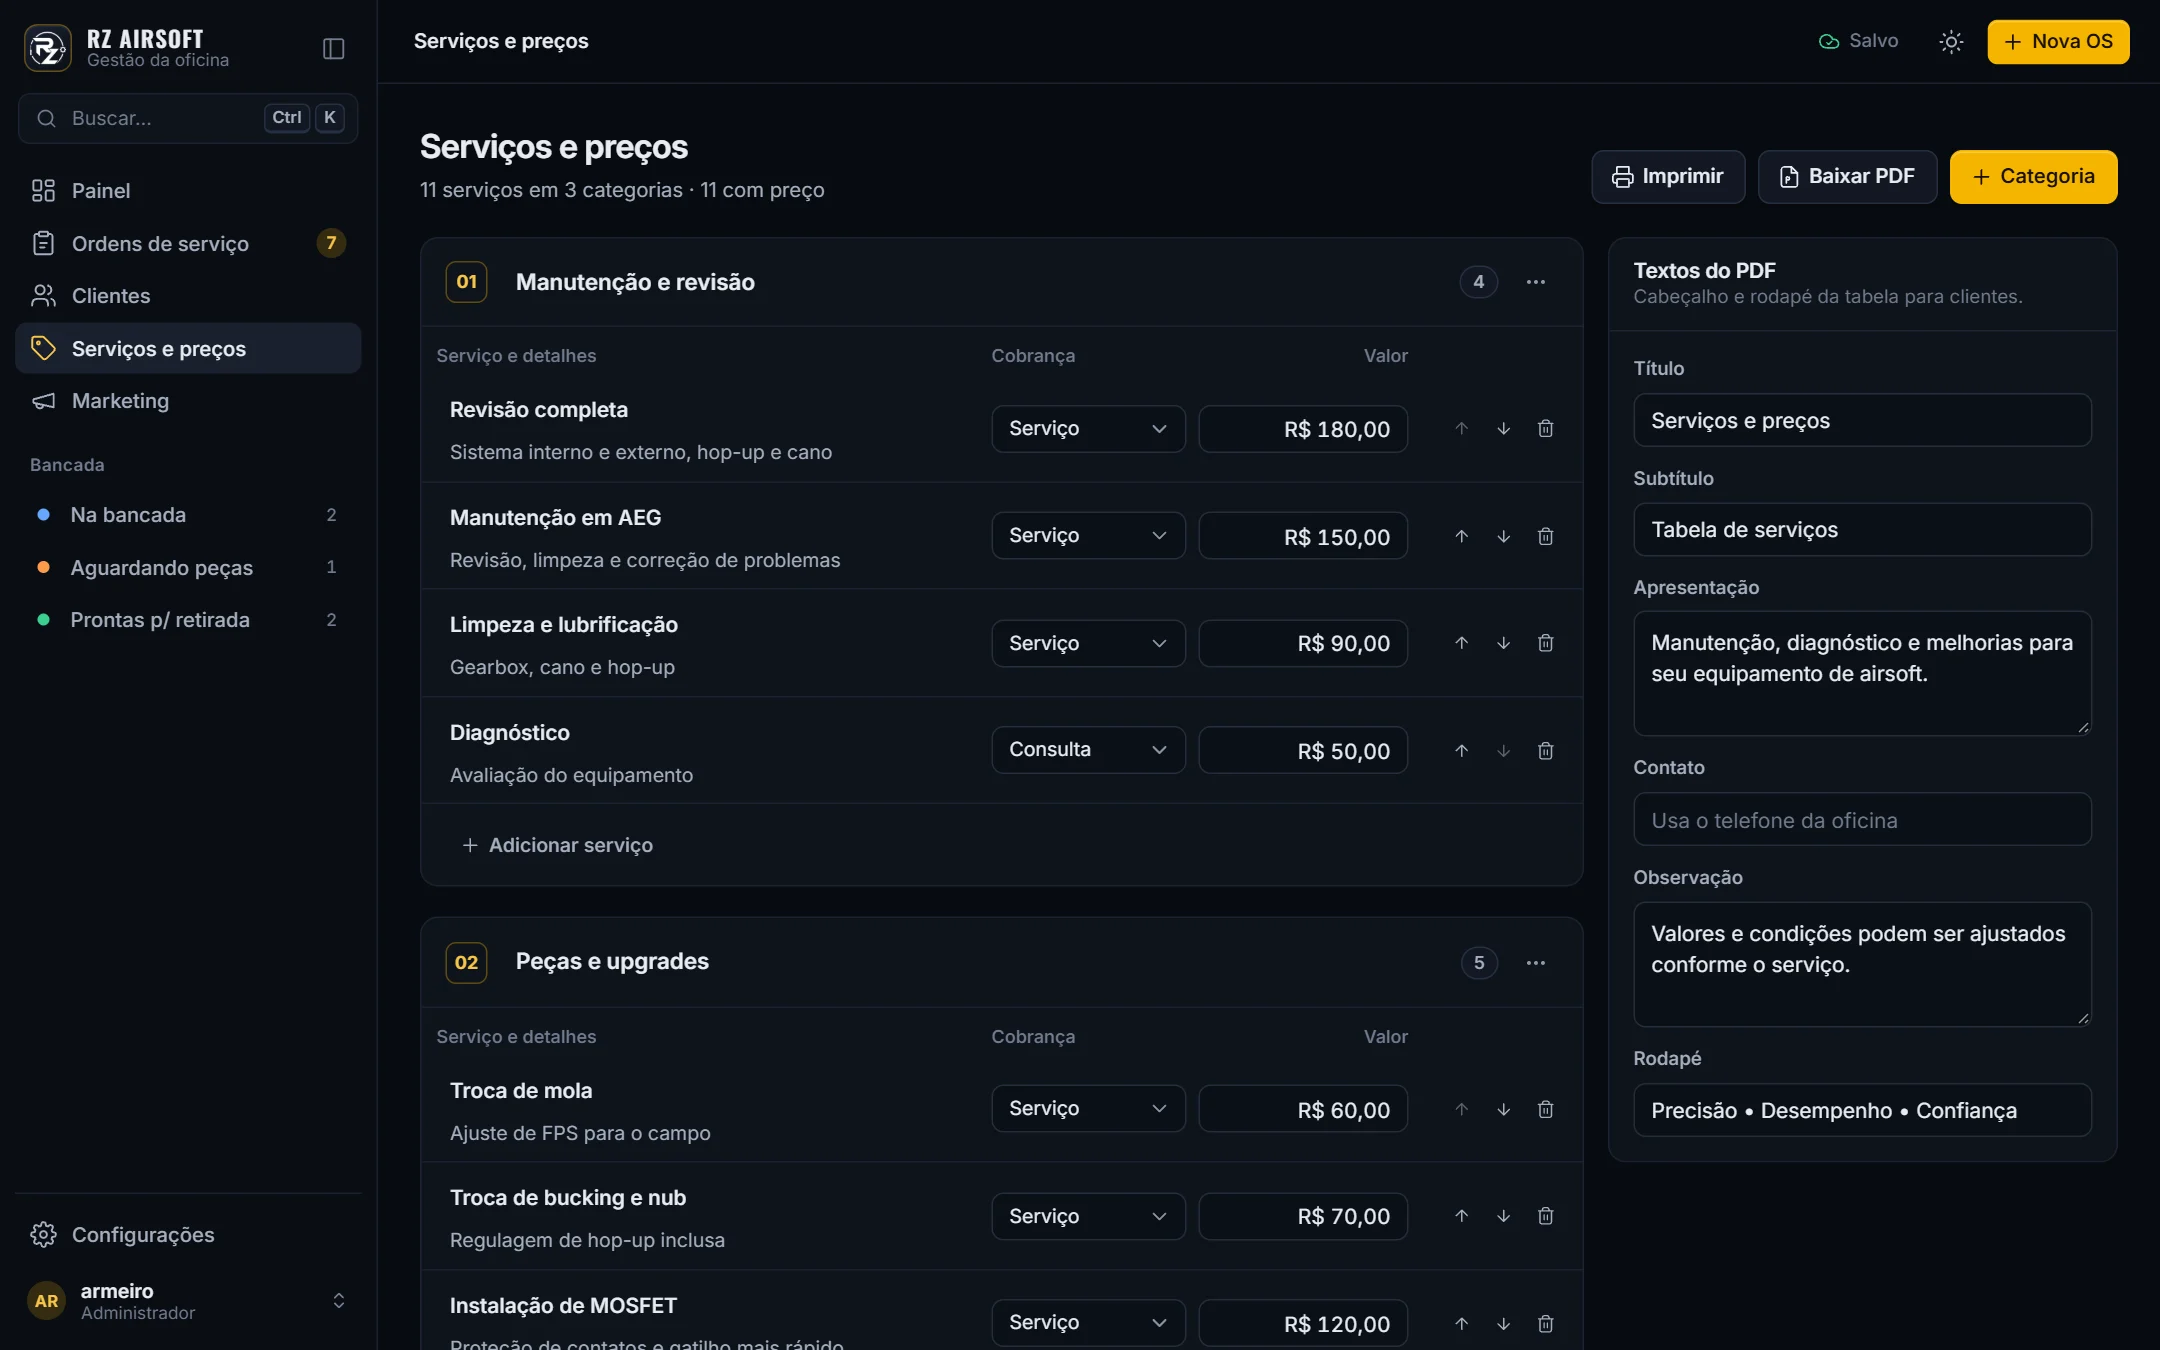 RZ AIRSOFT
Gestão da oficina
Buscar...
Ctrl K
Painel
Ordens de serviço 7
Clientes
Serviços e preços
Marketing
Bancada
Na bancada 2
Aguardando peças 1
Prontas p/ retirada 2
Configurações
AR
armeiro
Administrador
Serviços e preços
Salvo
+ Nova OS
Serviços e preços
11 serviços em 3 categorias · 11 com preço
Imprimir
Baixar PDF
+ Categoria
01 Manutenção e revisão 4 ...
Serviço e detalhes Cobrança Valor
Revisão completa
Sistema interno e externo, hop-up e cano
Serviço R$ 180,00
Manutenção em AEG
Revisão, limpeza e correção de problemas
Serviço R$ 150,00
Limpeza e lubrificação
Gearbox, cano e hop-up
Serviço R$ 90,00
Diagnóstico
Avaliação do equipamento
Consulta R$ 50,00
+ Adicionar serviço
02 Peças e upgrades 5 ...
Serviço e detalhes Cobrança Valor
Troca de mola
Ajuste de FPS para o campo
Serviço R$ 60,00
Troca de bucking e nub
Regulagem de hop-up inclusa
Serviço R$ 70,00
Instalação de MOSFET
Proteção de contatos e gatilho mais rápido
Serviço R$ 120,00
Textos do PDF
Cabeçalho e rodapé da tabela para clientes.
Título
Serviços e preços
Subtítulo
Tabela de serviços
Apresentação
Manutenção, diagnóstico e melhorias para
seu equipamento de airsoft.
Contato
Usa o telefone da oficina
Observação
Valores e condições podem ser ajustados
conforme o serviço.
Rodapé
Precisão • Desempenho • Confiança